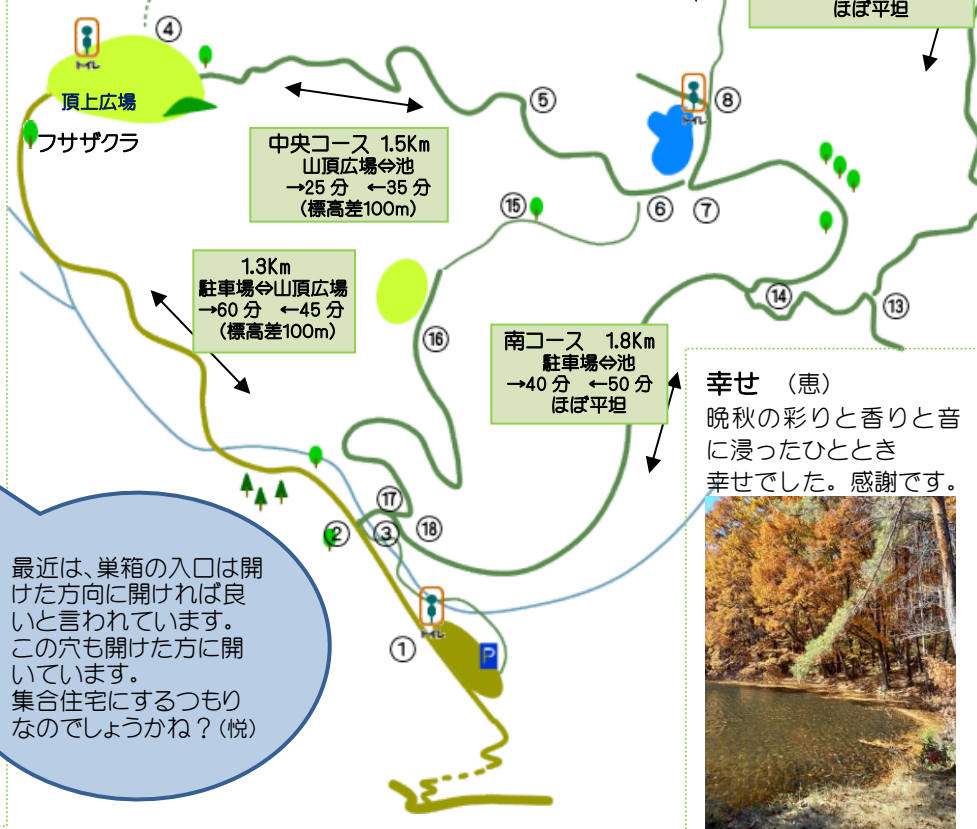 ほぼ平坦
④
トイレ
頂上広場
フサザクラ
⑤
トイレ
⑧
中央コース 1.5Km
山頂広場⇔池
→25分 ←35分
(標高差100m)
⑮
⑥
⑦
1.3Km
駐車場⇔山頂広場
→60分 ←45分
(標高差100m)
⑭
⑬
⑯
南コース 1.8Km
駐車場⇔池
→40分 ←50分
ほぼ平坦
幸せ (恵)
晩秋の彩りと香りと音
に浸ったひととき
幸せでした。感謝です。
⑰
②
③
⑱
トイレ
①
P
最近は、巣箱の入口は開
けた方向に開ければ良
いと言われています。
この穴も開けた方に開
いています。
集合住宅にするつもり
なのでしょうかね?(悦)